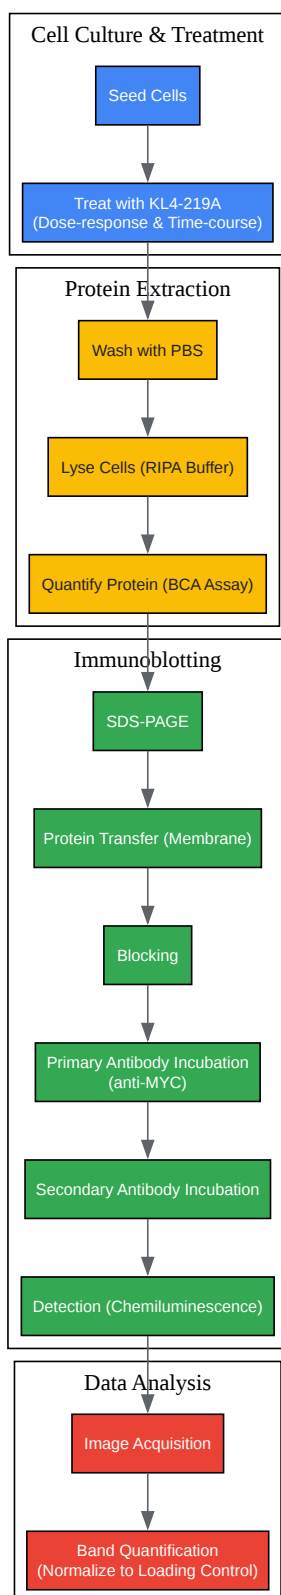 Cell Culture & Treatment
Seed Cells
Treat with KL4-219A
(Dose-response & Time-course)
Protein Extraction
Wash with PBS
Lyse Cells (RIPA Buffer)
Quantify Protein (BCA Assay)
Immunoblotting
SDS-PAGE
Protein Transfer (Membrane)
Blocking
Primary Antibody Incubation
(anti-MYC)
Secondary Antibody Incubation
Detection (Chemiluminescence)
Data Analysis
Image Acquisition
Band Quantification
(Normalize to Loading Control)